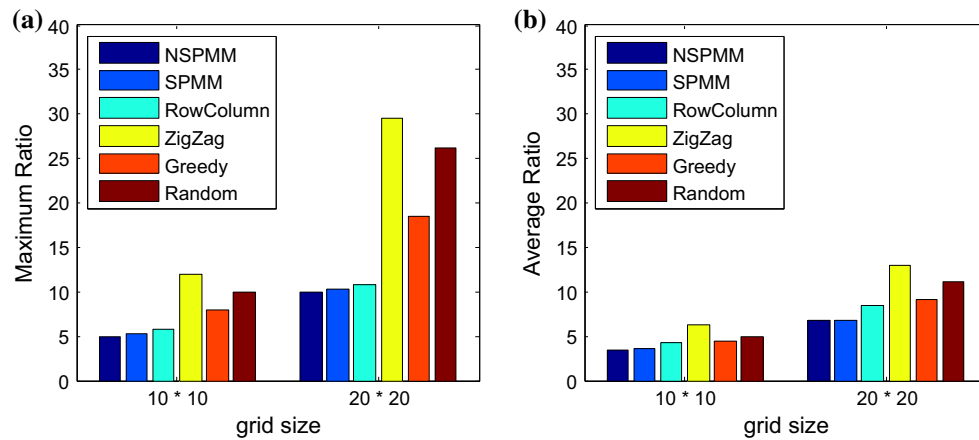 (a)
Maximum Ratio
40
35
30
25
20
15
10
5
0
NSPMM
SPMM
RowColumn
ZigZag
Greedy
Random
10 * 10
20 * 20
grid size
(b)
Average Ratio
40
35
30
25
20
15
10
5
0
NSPMM
SPMM
RowColumn
ZigZag
Greedy
Random
10 * 10
20 * 20
grid size